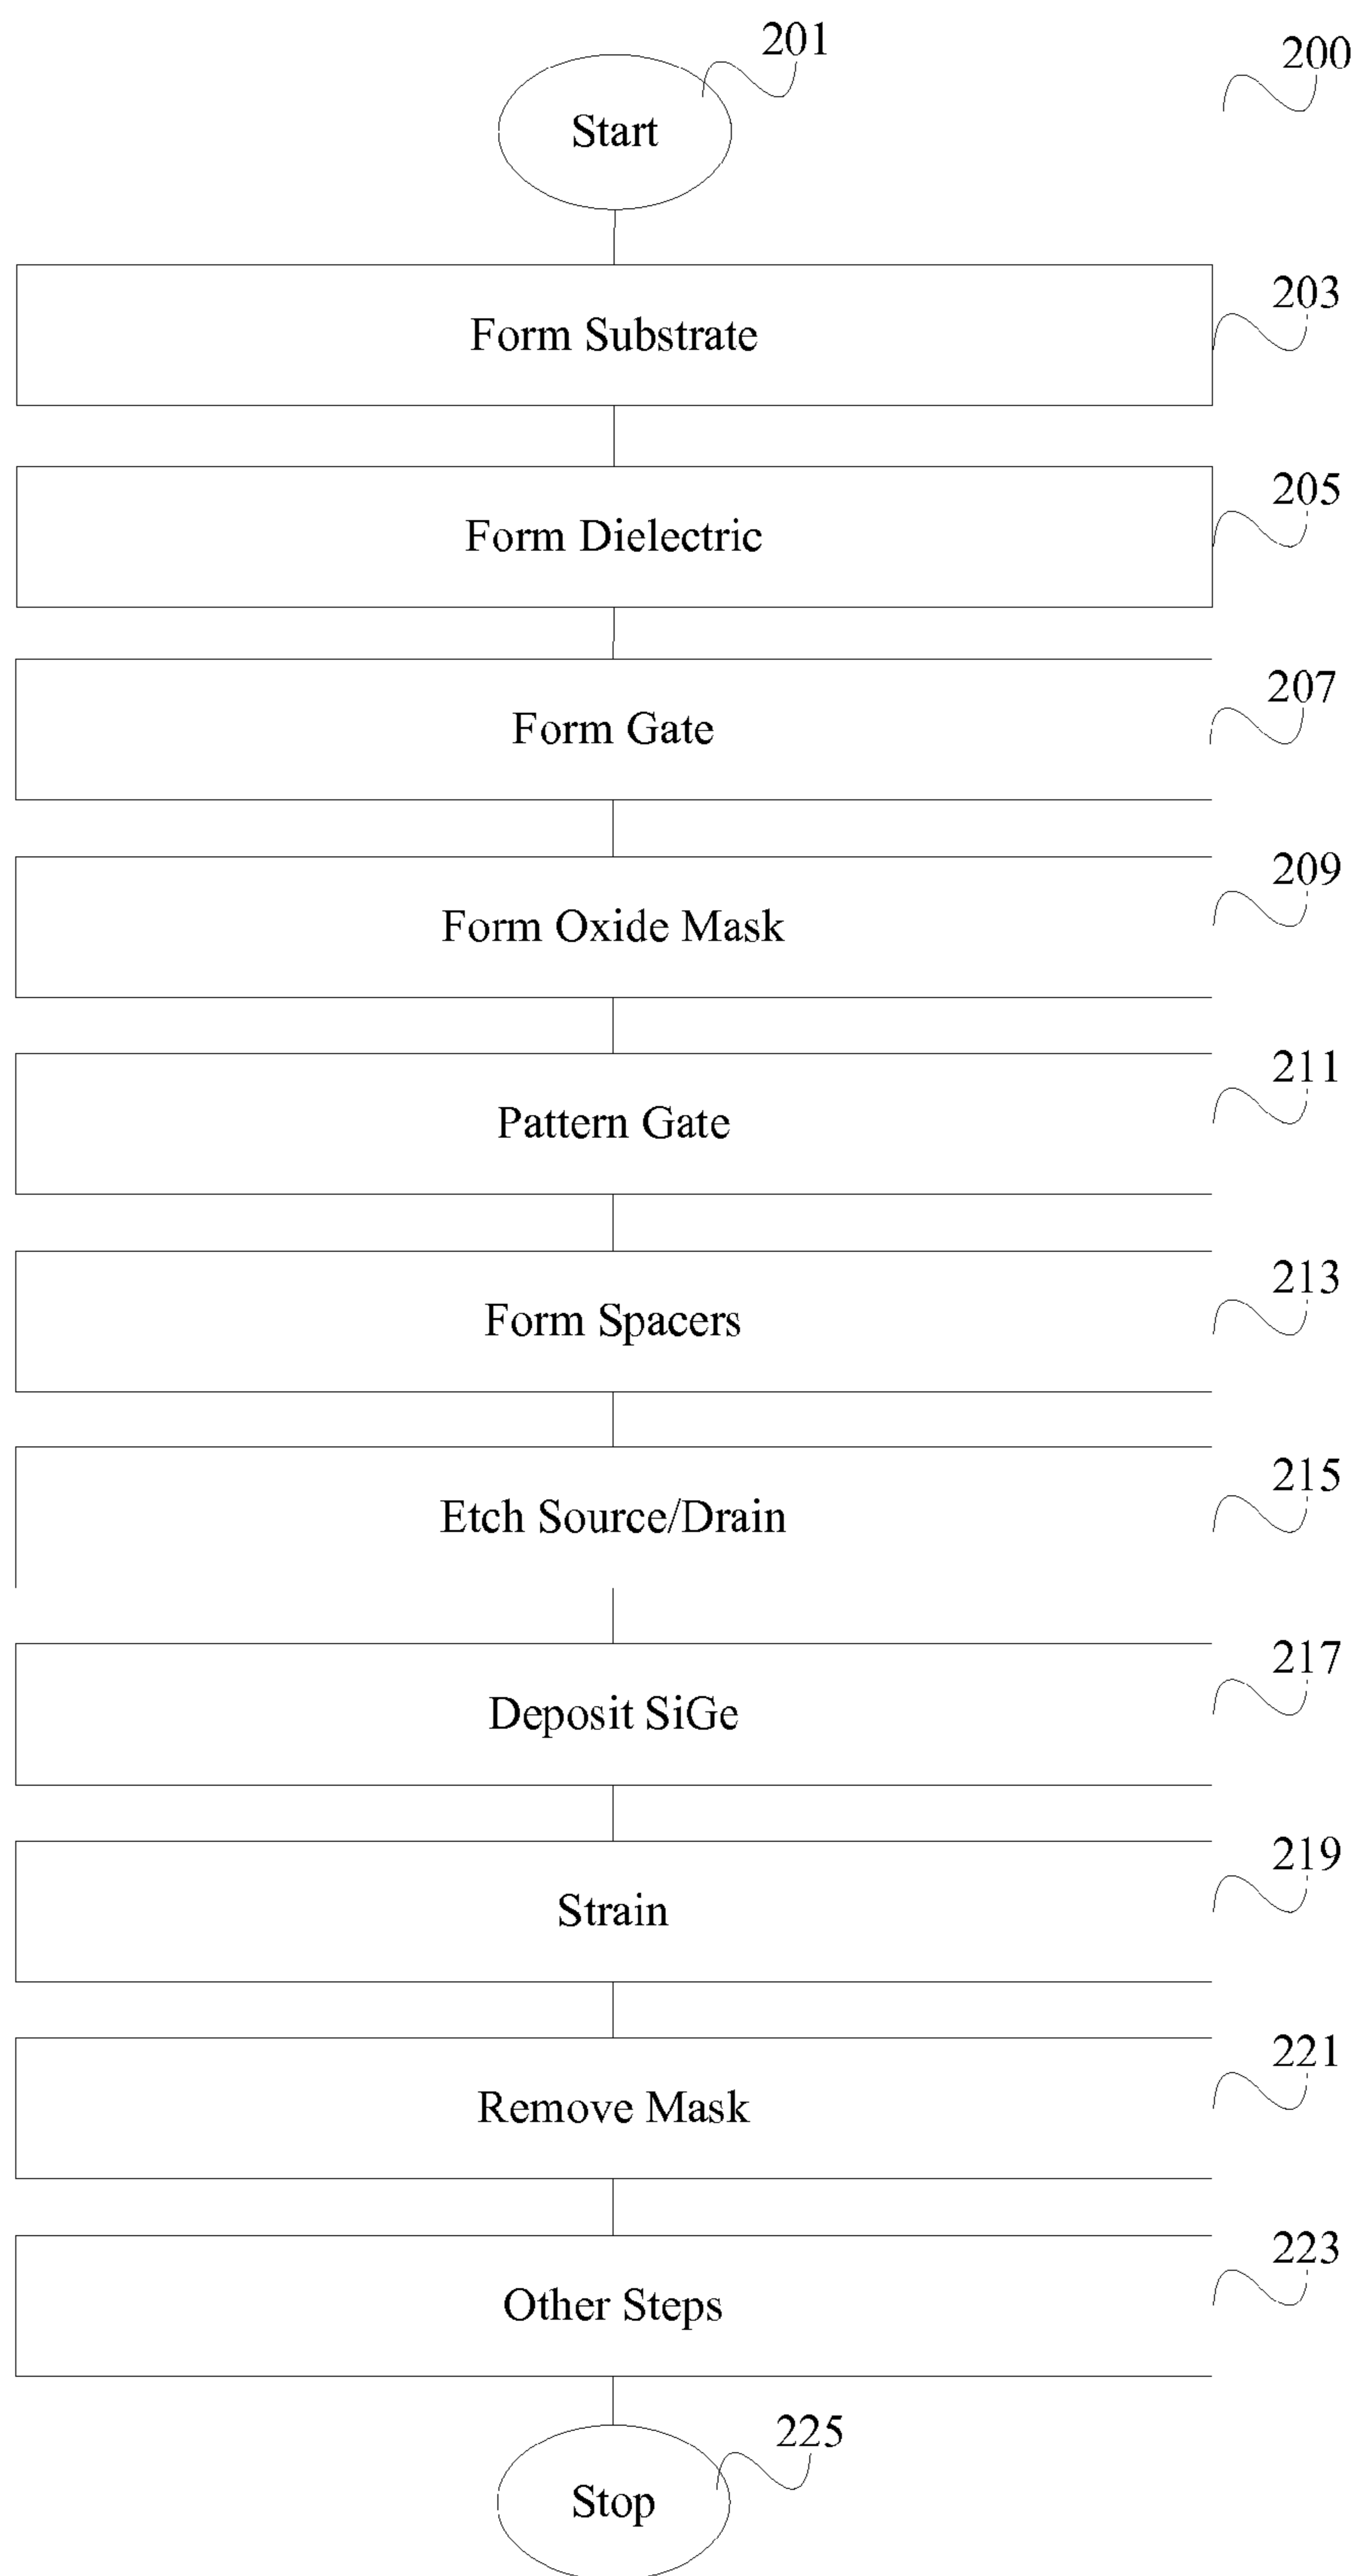 201
200
Start
203
Form Substrate
205
Form Dielectric
207
Form Gate
209
Form Oxide Mask
211
Pattern Gate
213
Form Spacers
215
Etch Source/Drain
217
Deposit SiGe
219
Strain
221
Remove Mask
223
Other Steps
225
Stop